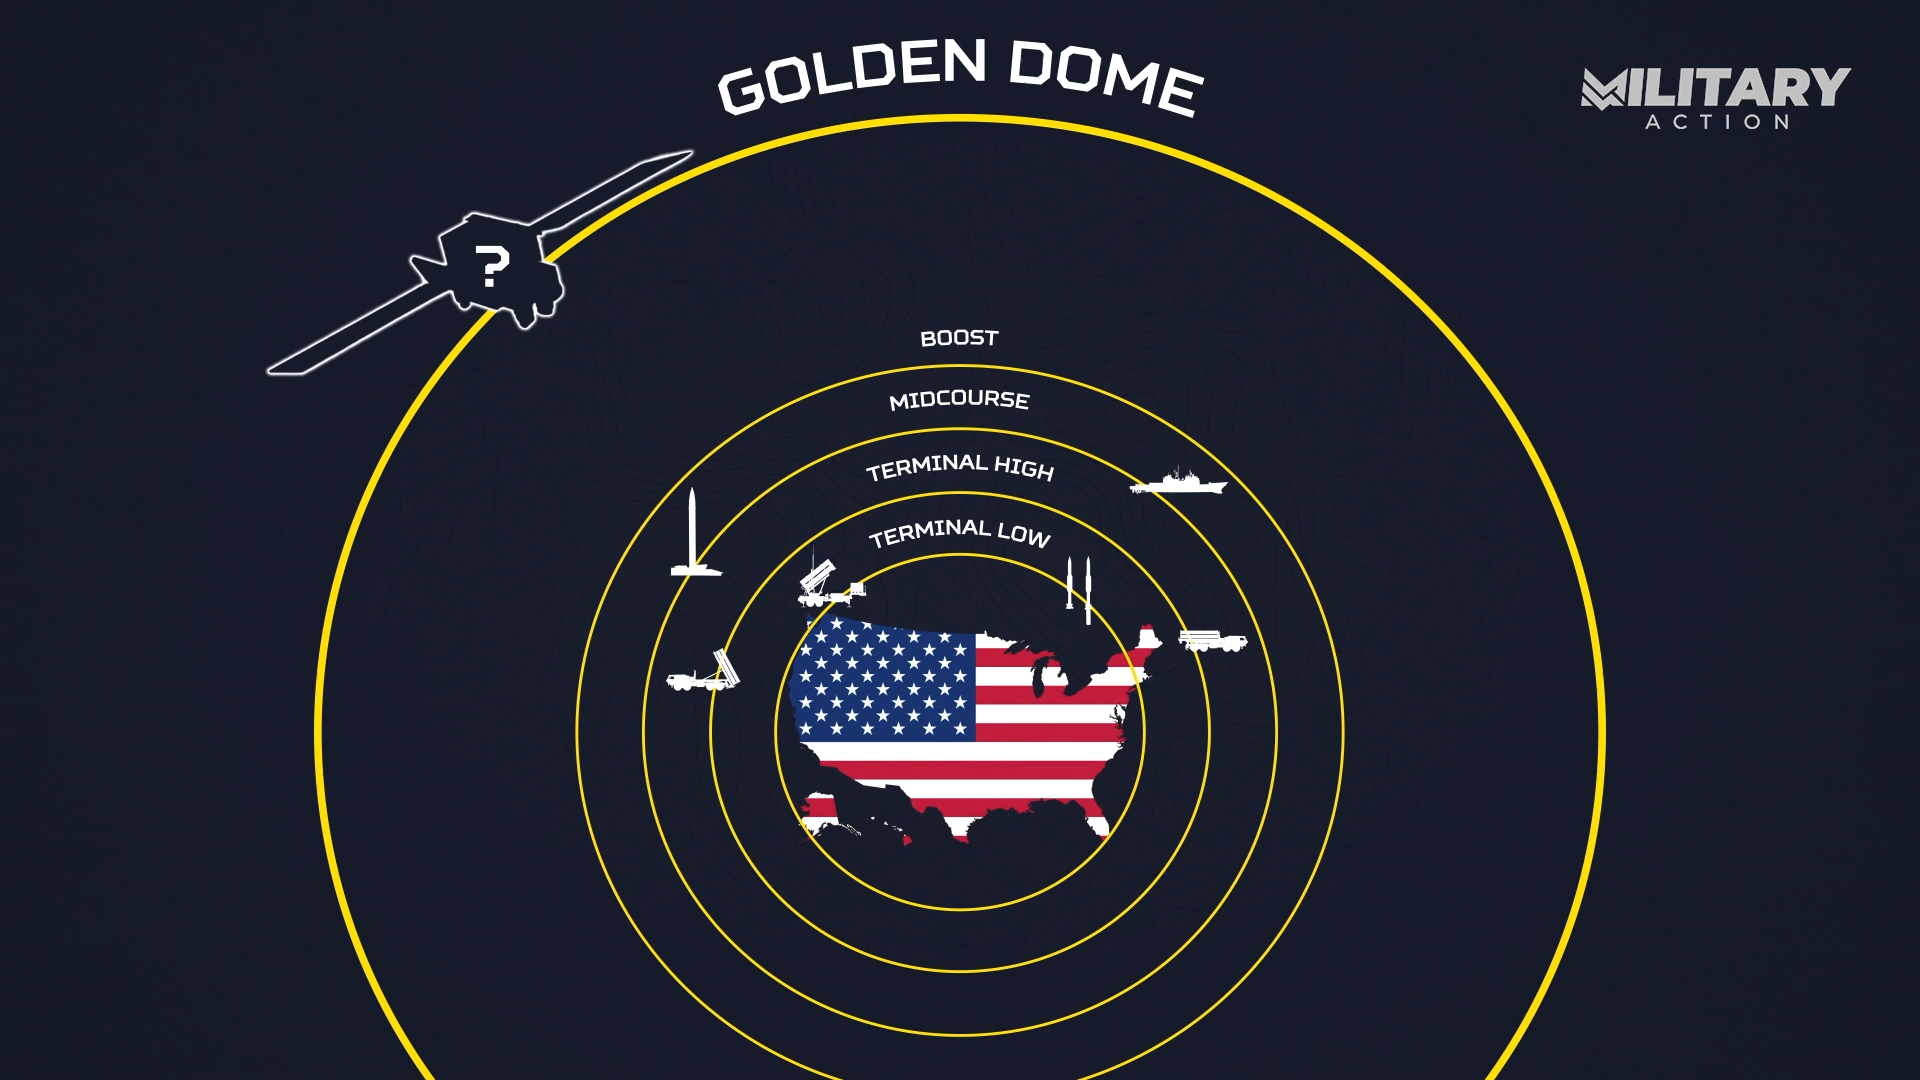 GOLDEN DOME
MILITARY
ACTION
?
BOOST
MIDCOURSE
TERMINAL HIGH
TERMINAL LOW